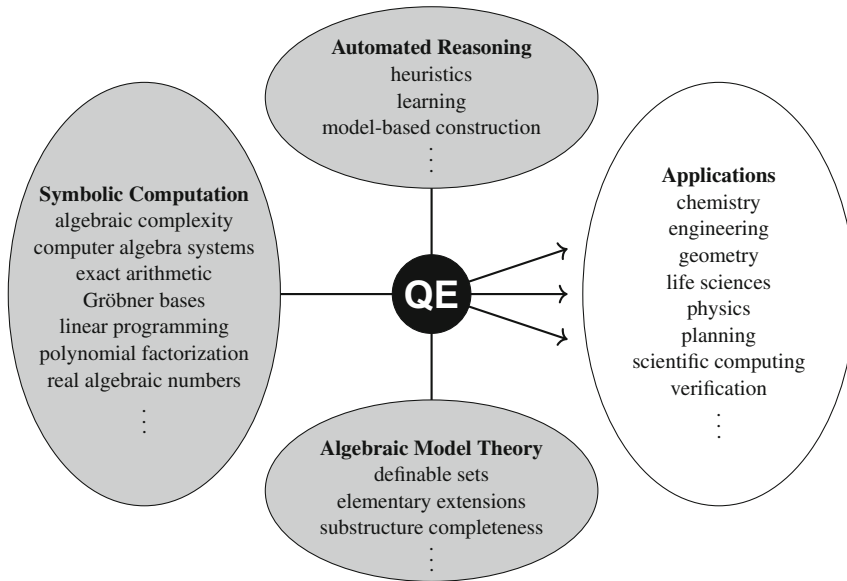 Automated Reasoning
heuristics
learning
model-based construction
⋮
Symbolic Computation
algebraic complexity
computer algebra systems
exact arithmetic
Gröbner bases
linear programming
polynomial factorization
real algebraic numbers
⋮
QE
Applications
chemistry
engineering
geometry
life sciences
physics
planning
scientific computing
verification
⋮
Algebraic Model Theory
definable sets
elementary extensions
substructure completeness
⋮